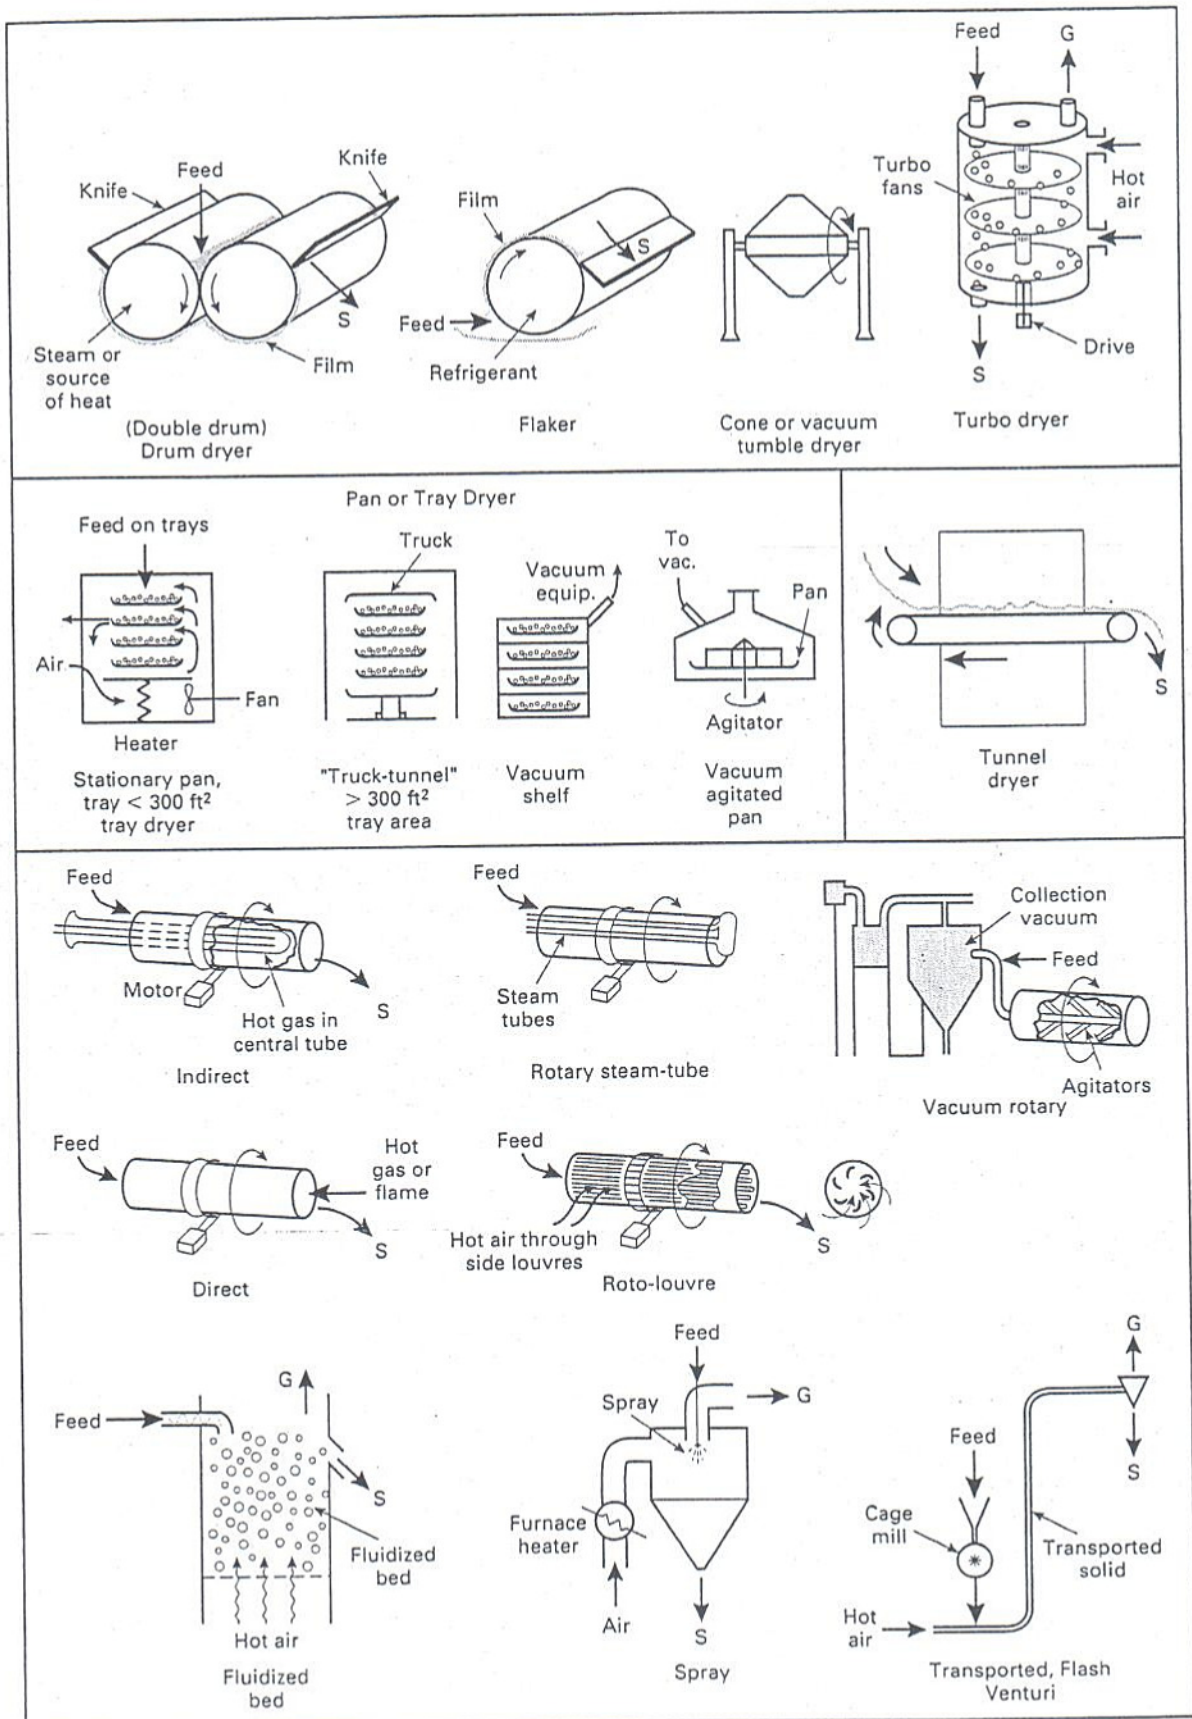 Feed
G
Turbo
fans
Hot
air
Drive
S
Turbo dryer
Knife
Feed
Knife
S
Steam or
source
of heat
Film
(Double drum)
Drum dryer
Film
S
Feed
Refrigerant
Flaker
Cone or vacuum
tumble dryer
Pan or Tray Dryer
Feed on trays
Air
Fan
Heater
Stationary pan,
tray < 300 ft²
tray dryer
Truck
"Truck-tunnel"
> 300 ft²
tray area
Vacuum
equip.
Vacuum
shelf
To
vac.
Pan
Agitator
Vacuum
agitated
pan
S
Tunnel
dryer
Feed
Motor
S
Hot gas in
central tube
Indirect
Feed
Steam
tubes
Rotary steam-tube
Collection
vacuum
Feed
Agitators
Vacuum rotary
Feed
Hot
gas or
flame
S
Direct
Feed
Hot air through
side louvres
S
Roto-louvre
G
Feed
S
Fluidized
bed
Hot air
Fluidized
bed
Feed
Spray
G
Furnace
heater
Air
S
Spray
G
Feed
S
Cage
mill
Transported
solid
Hot
air
Transported, Flash
Venturi